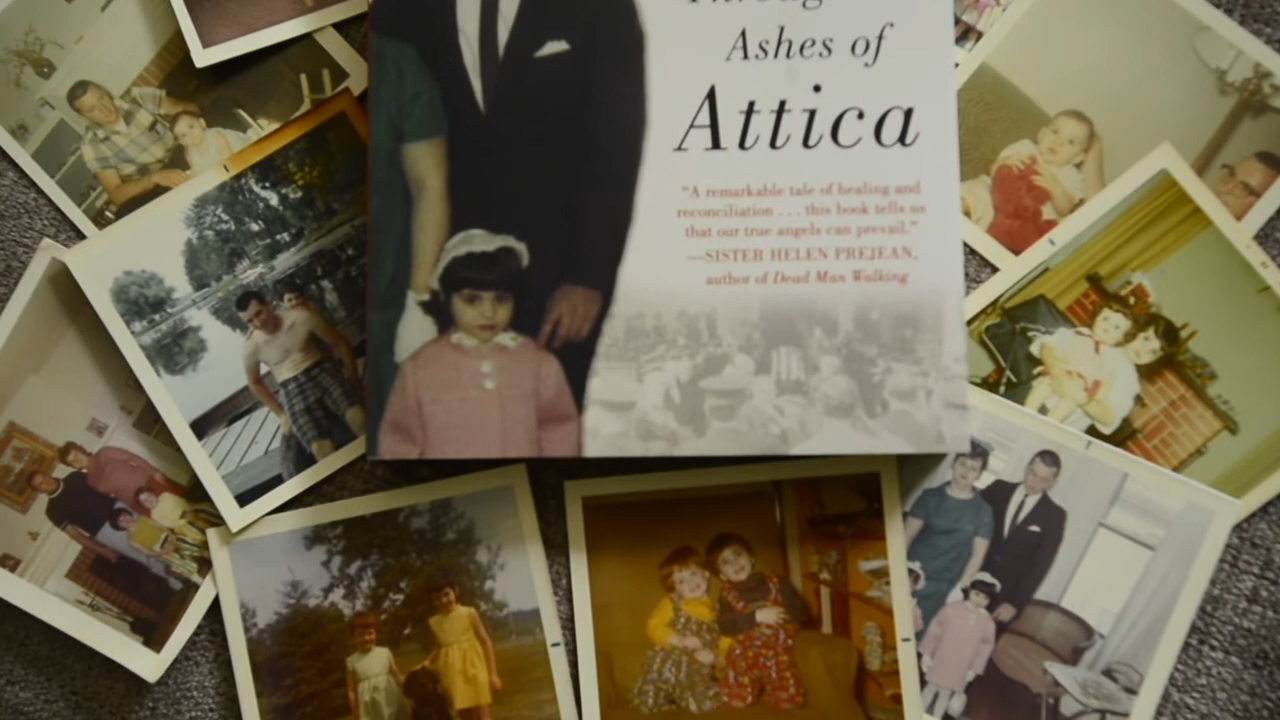 Through
Ashes of
Attica
“A remarkable tale of healing and
reconciliation . . . this book tells us
that our true angels can prevail.”
—SISTER HELEN PREJEAN,
author of Dead Man Walking